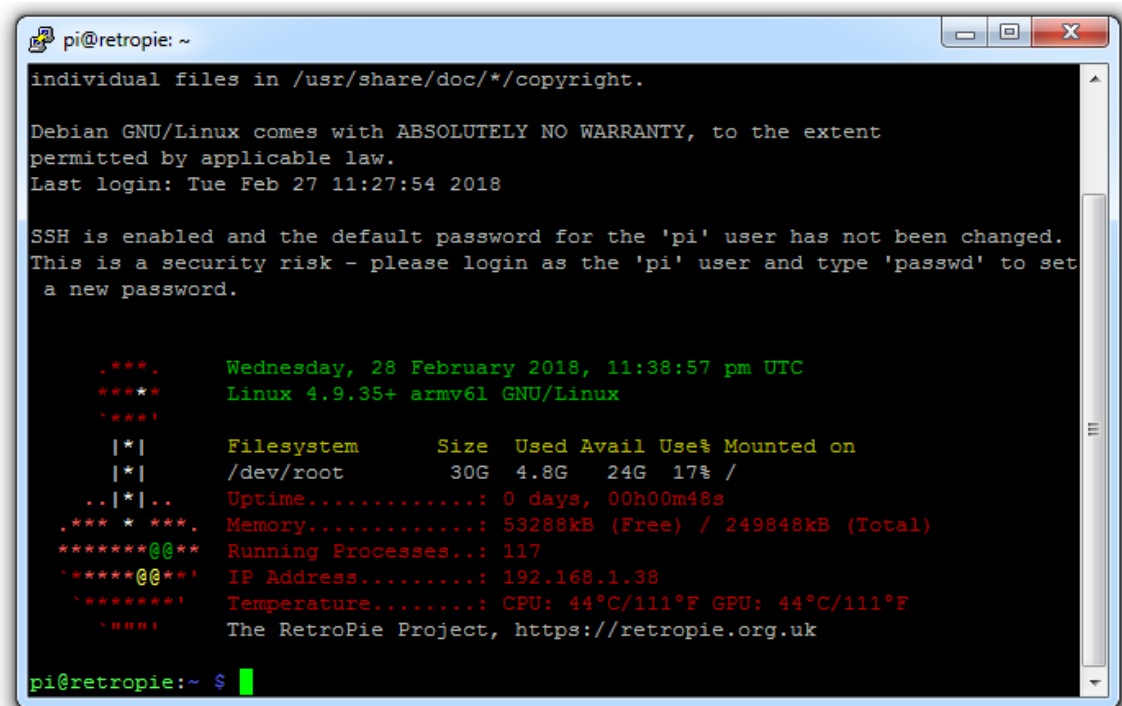 pi@retropie: ~
individual files in /usr/share/doc/*/copyright.
Debian GNU/Linux comes with ABSOLUTELY NO WARRANTY, to the extent
permitted by applicable law.
Last login: Tue Feb 27 11:27:54 2018
SSH is enabled and the default password for the 'pi' user has not been changed.
This is a security risk - please login as the 'pi' user and type 'passwd' to set
 a new password.
      .***.      Wednesday, 28 February 2018, 11:38:57 pm UTC
      *****      Linux 4.9.35+ armv6l GNU/Linux
      `***'
       |*|       Filesystem      Size  Used Avail Use% Mounted on
       |*|       /dev/root        30G  4.8G   24G  17% /
     ..|*|..     Uptime.............: 0 days, 00h00m48s
   .*** * ***.   Memory.............: 53288kB (Free) / 249848kB (Total)
   *******@@**   Running Processes..: 117
   `*****@@**'   IP Address.........: 192.168.1.38
    `*******'    Temperature........: CPU: 44°C/111°F GPU: 44°C/111°F
      `"""'      The RetroPie Project, https://retropie.org.uk
pi@retropie:~ $